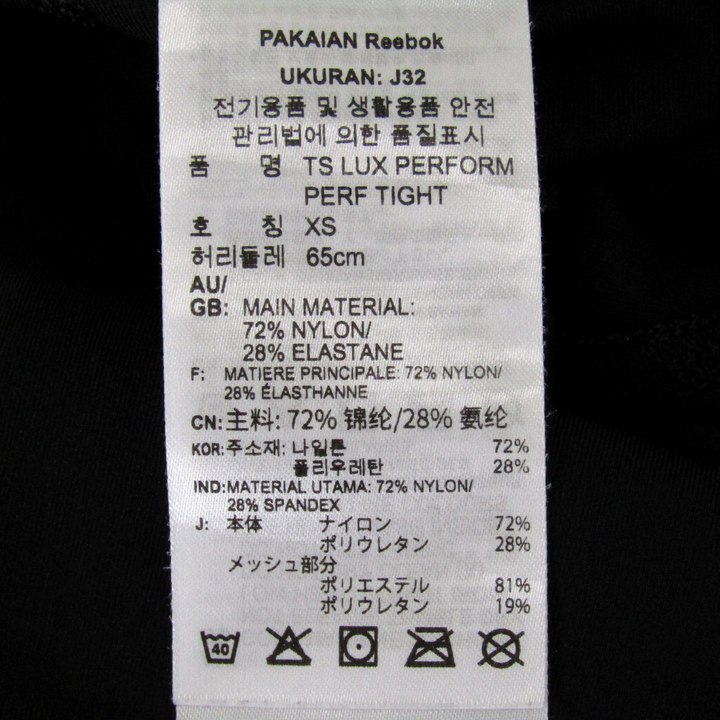 PAKAIAN Reebok
UKURAN: J32
전기용품 및 생활용품 안전
관리법에 의한 품질표시
품 명 TS LUX PERFORM
PERF TIGHT
호 칭 XS
허리둘레 65cm
AU/
GB: MAIN MATERIAL:
72% NYLON/
28% ELASTANE
F: MATIERE PRINCIPALE: 72% NYLON/
28% ÉLASTHANNE
CN: 主料: 72% 锦纶/28% 氨纶
KOR: 주소재: 나일론 72%
폴리우레탄 28%
IND: MATERIAL UTAMA: 72% NYLON/
28% SPANDEX
J: 本体 ナイロン 72%
ポリウレタン 28%
メッシュ部分
ポリエステル 81%
ポリウレタン 19%
40